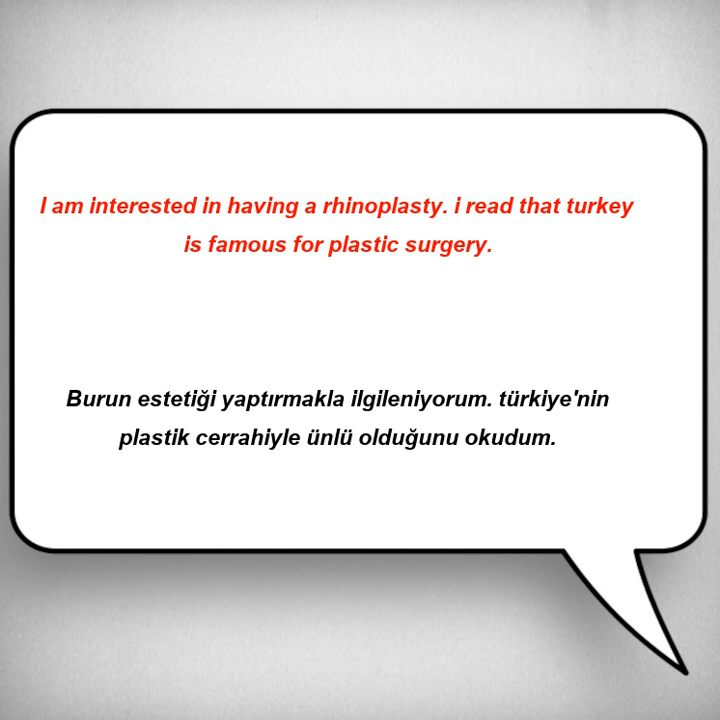 I am interested in having a rhinoplasty. i read that turkey
is famous for plastic surgery.
Burun estetiği yaptırmakla ilgileniyorum. türkiye'nin
plastik cerrahiyle ünlü olduğunu okudum.